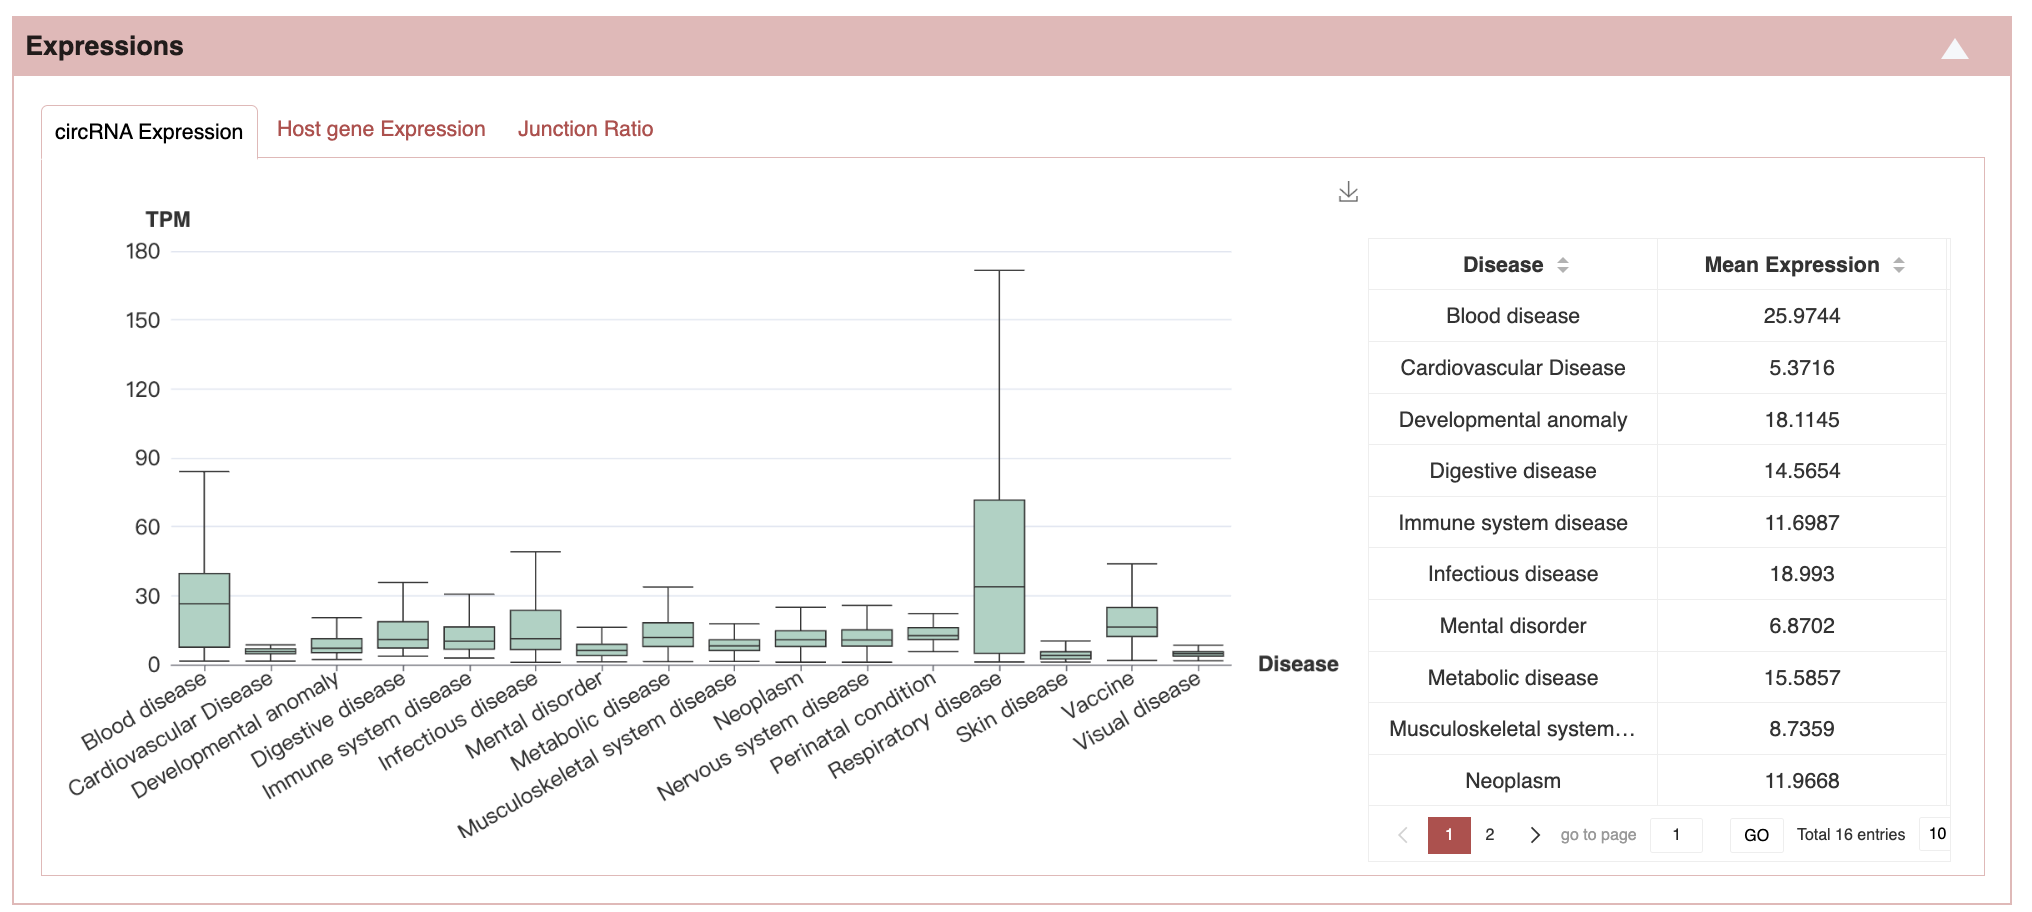 Expressions
circRNA Expression Host gene Expression Junction Ratio
TPM
180
150
120
90
60
30
0
Disease
Blood disease
Cardiovascular Disease
Developmental anomaly
Digestive disease
Immune system disease
Infectious disease
Mental disorder
Metabolic disease
Musculoskeletal system disease
Neoplasm
Nervous system disease
Perinatal condition
Respiratory disease
Skin disease
Vaccine
Visual disease
Disease Mean Expression
Blood disease 25.9744
Cardiovascular Disease 5.3716
Developmental anomaly 18.1145
Digestive disease 14.5654
Immune system disease 11.6987
Infectious disease 18.993
Mental disorder 6.8702
Metabolic disease 15.5857
Musculoskeletal system... 8.7359
Neoplasm 11.9668
1 2 go to page 1 GO Total 16 entries 10